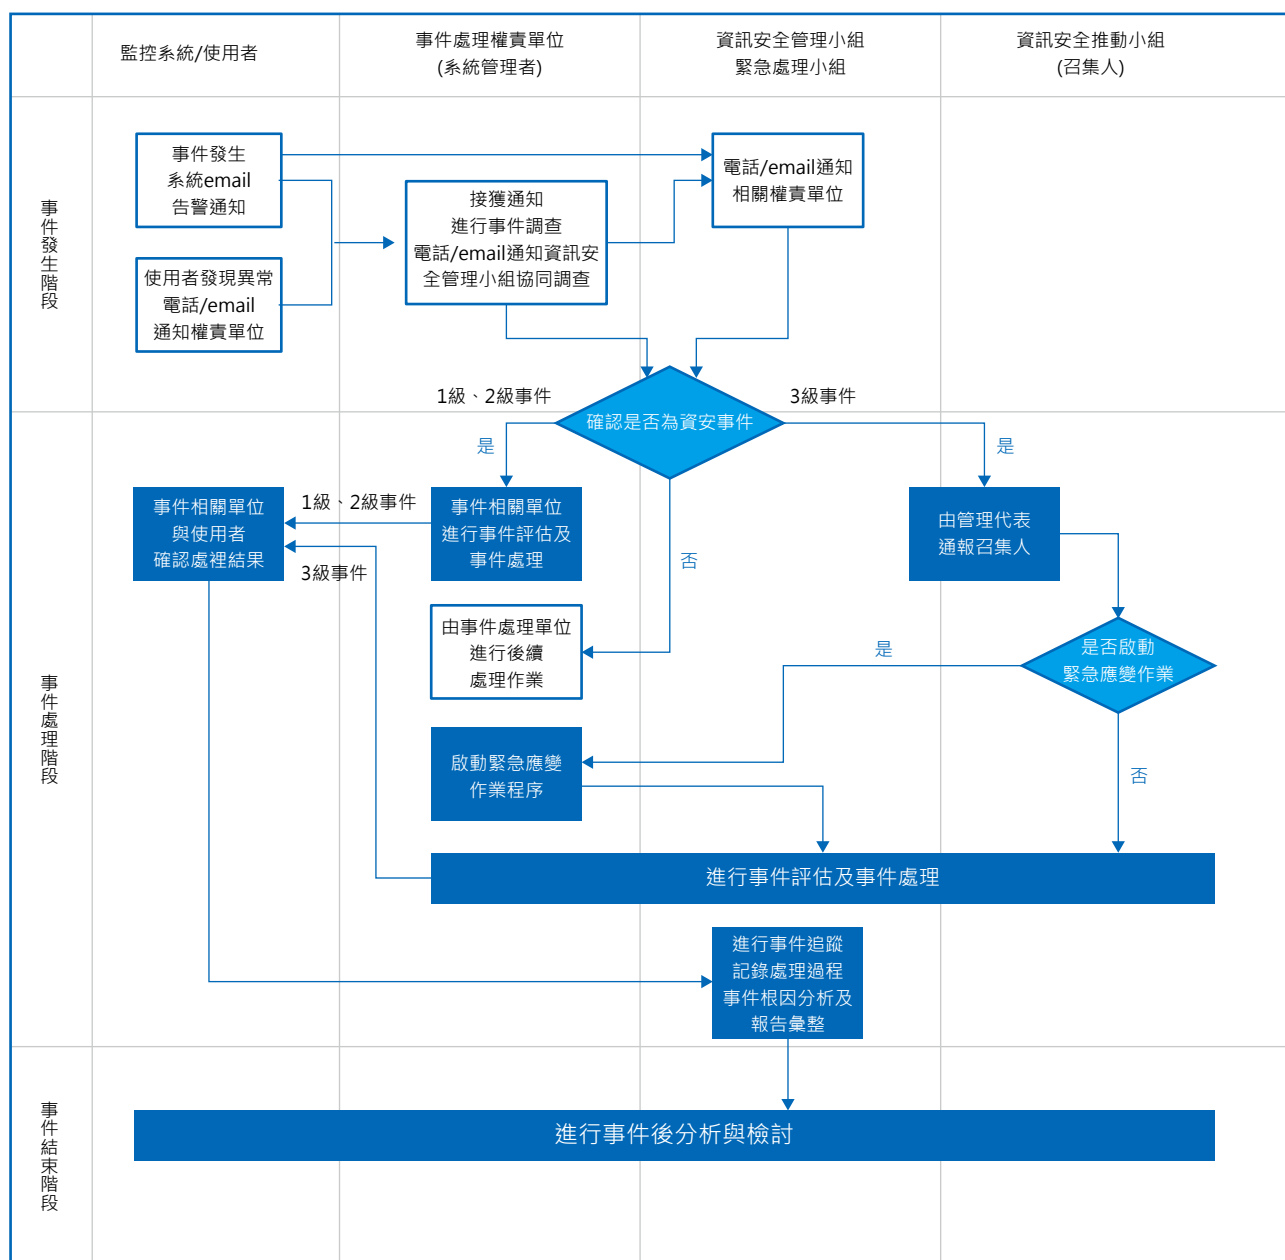 監控系統/使用者
事件處理權責單位
(系統管理者)
資訊安全管理小組
緊急處理小組
資訊安全推動小組
(召集人)
事件發生階段
事件發生
系統email
告警通知
使用者發現異常
電話/email
通知權責單位
接獲通知
進行事件調查
電話/email通知資訊安
全管理小組協同調查
電話/email通知
相關權責單位
1級、2級事件
確認是否為資安事件
3級事件
是
是
否
事件處理階段
事件相關單位
與使用者
確認處裡結果
1級、2級事件
3級事件
事件相關單位
進行事件評估及
事件處理
由管理代表
通報召集人
由事件處理單位
進行後續
處理作業
是
是否啟動
緊急應變作業
否
啟動緊急應變
作業程序
進行事件評估及事件處理
進行事件追蹤
記錄處理過程
事件根因分析及
報告彙整
事件結束階段
進行事件後分析與檢討